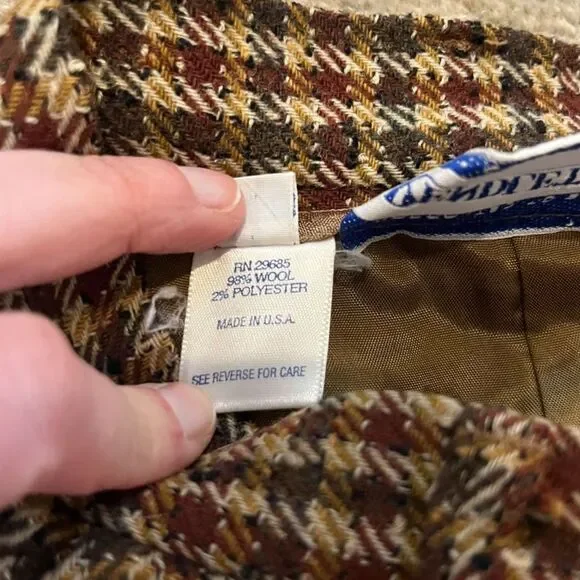 RN 29685
98% WOOL
2% POLYESTER
MADE IN U.S.A.
SEE REVERSE FOR CARE